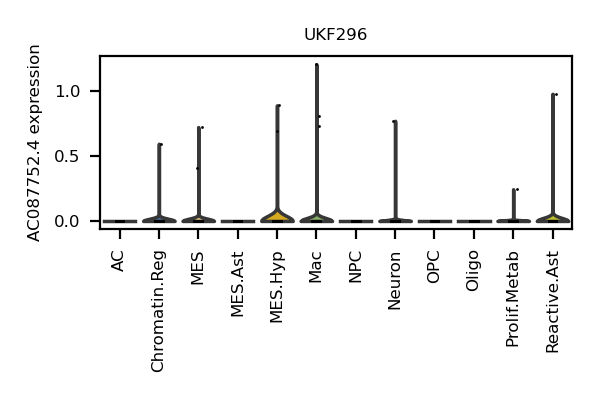 UKF296
AC087752.4 expression
1.0
0.5
0.0
AC
Chromatin.Reg
MES
MES.Ast
MES.Hyp
Mac
NPC
Neuron
OPC
Oligo
Prolif.Metab
Reactive.Ast